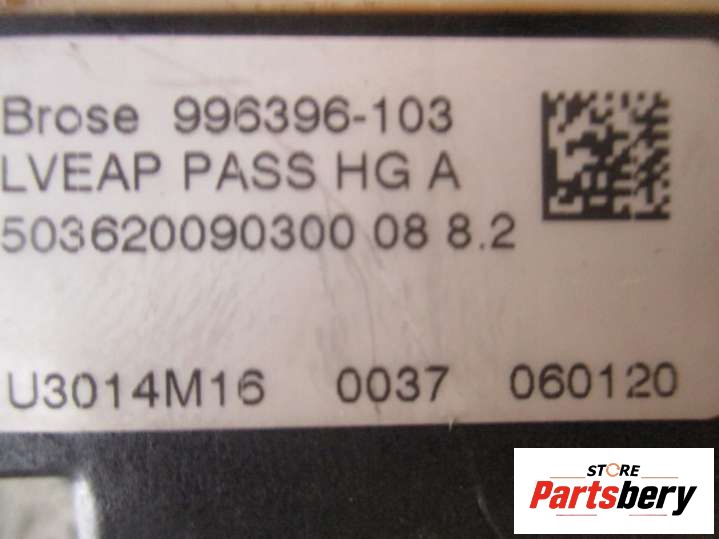 Brose 996396-103
LVEAP PASS HG A
503620090300 08 8.2
U3014M16 0037 060120
STORE
Partsbery